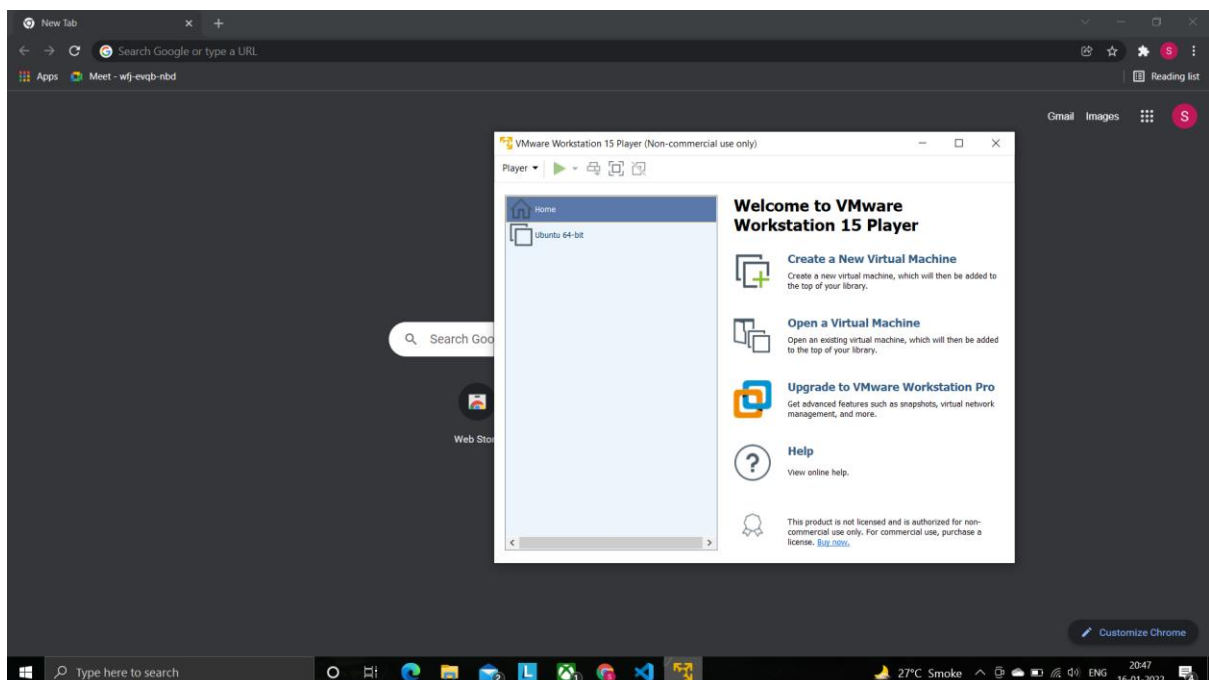 New Tab
Search Google or type a URL
Apps Meet - wfj-evqb-nbd
Reading list
Gmail Images S
VMware Workstation 15 Player (Non-commercial use only)
Player
Home
Ubuntu 64-bit
Welcome to VMware
Workstation 15 Player
Create a New Virtual Machine
Create a new virtual machine, which will then be added to
the top of your library.
Open a Virtual Machine
Open an existing virtual machine, which will then be added
to the top of your library.
Upgrade to VMware Workstation Pro
Get advanced features such as snapshots, virtual network
management, and more.
Help
View online help.
This product is not licensed and is authorized for non-
commercial use only. For commercial use, purchase a
license. Buy now.
Search Goo
Web Stor
Customize Chrome
Type here to search
27°C Smoke ENG
20:47
16-01-2022